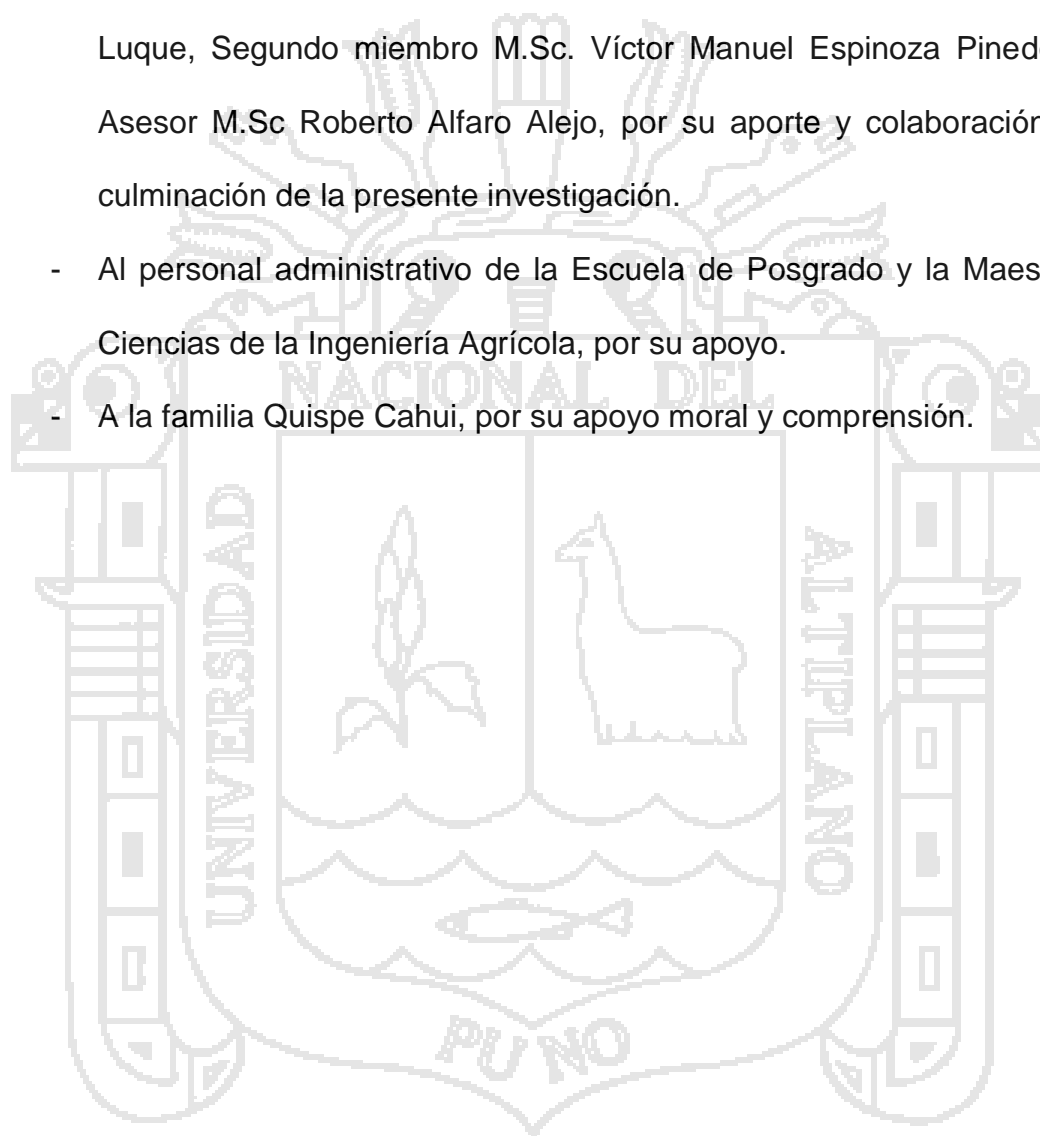 Luque, Segundo miembro M.Sc. Víctor Manuel Espinoza
Asesor M.Sc Roberto Alfaro Alejo, por su aporte y colaboración
culminación de la presente investigación.
- Al personal administrativo de la Escuela de Posgrado y la
Ciencias de la Ingeniería Agrícola, por su apoyo.
NACIONAL DEL
- A la familia Quispe Cahui, por su apoyo moral y comprensión.
UNIVERSIDAD
ALTIPLANO
PUNO